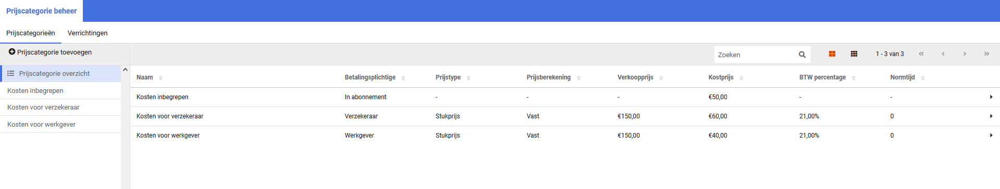 Prijscategorie beheer
Prijscategorieën Verrichtingen
Prijscategorie toevoegen
Zoeken 1 - 3 van 3
Prijscategorie overzicht
Kosten inbegrepen
Kosten voor verzekeraar
Kosten voor werkgever
Naam Betalingsplichtige Prijstype Prijsberekening Verkoopprijs Kostprijs BTW percentage Normtijd
Kosten inbegrepen In abonnement - - - €50,00 - -
Kosten voor verzekeraar Verzekeraar Stukprijs Vast €150,00 €60,00 21,00% 0
Kosten voor werkgever Werkgever Stukprijs Vast €150,00 €40,00 21,00% 0